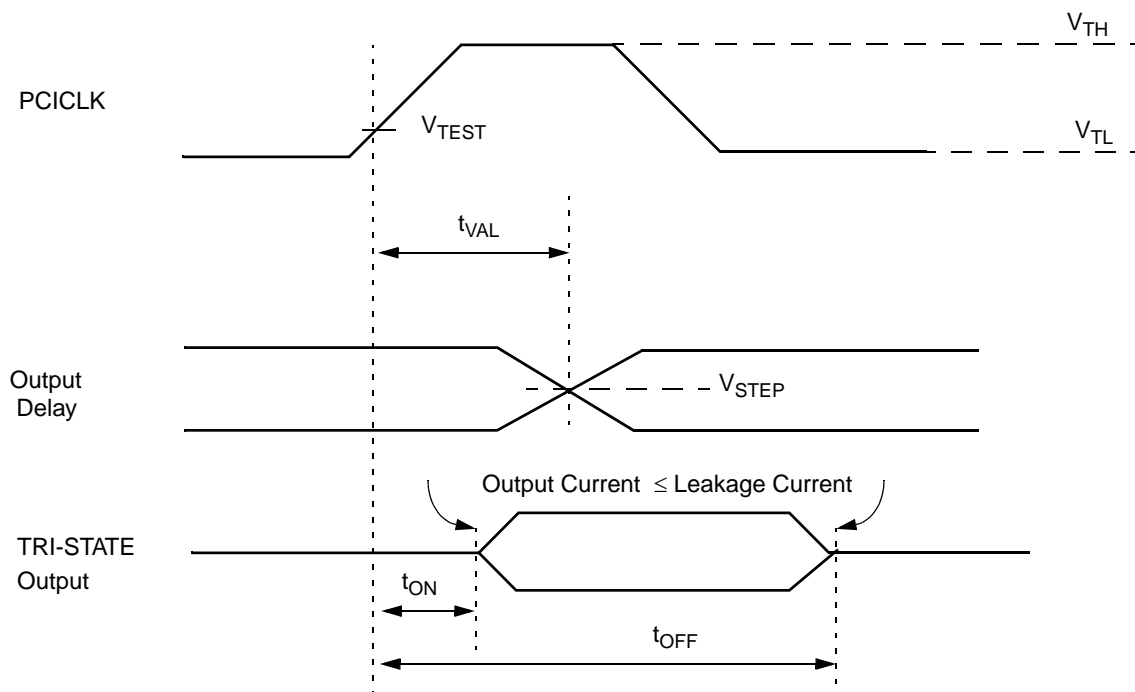 V_TH
PCICLK
V_TEST
V_TL
t_VAL
Output
Delay
V_STEP
Output Current ≤ Leakage Current
TRI-STATE
Output
t_ON
t_OFF